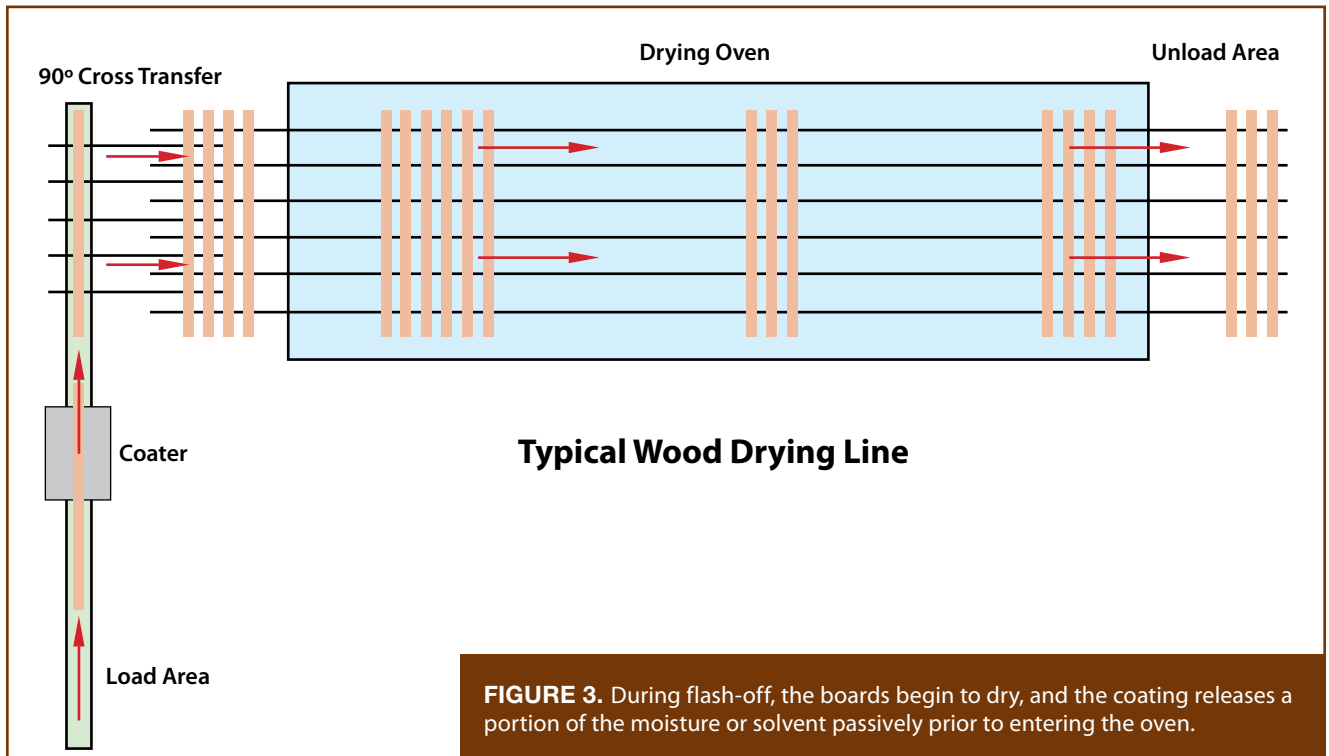 Drying Oven
Unload Area
90º Cross Transfer
Coater
Typical Wood Drying Line
Load Area
FIGURE 3. During flash-off, the boards begin to dry, and the coating releases a
portion of the moisture or solvent passively prior to entering the oven.